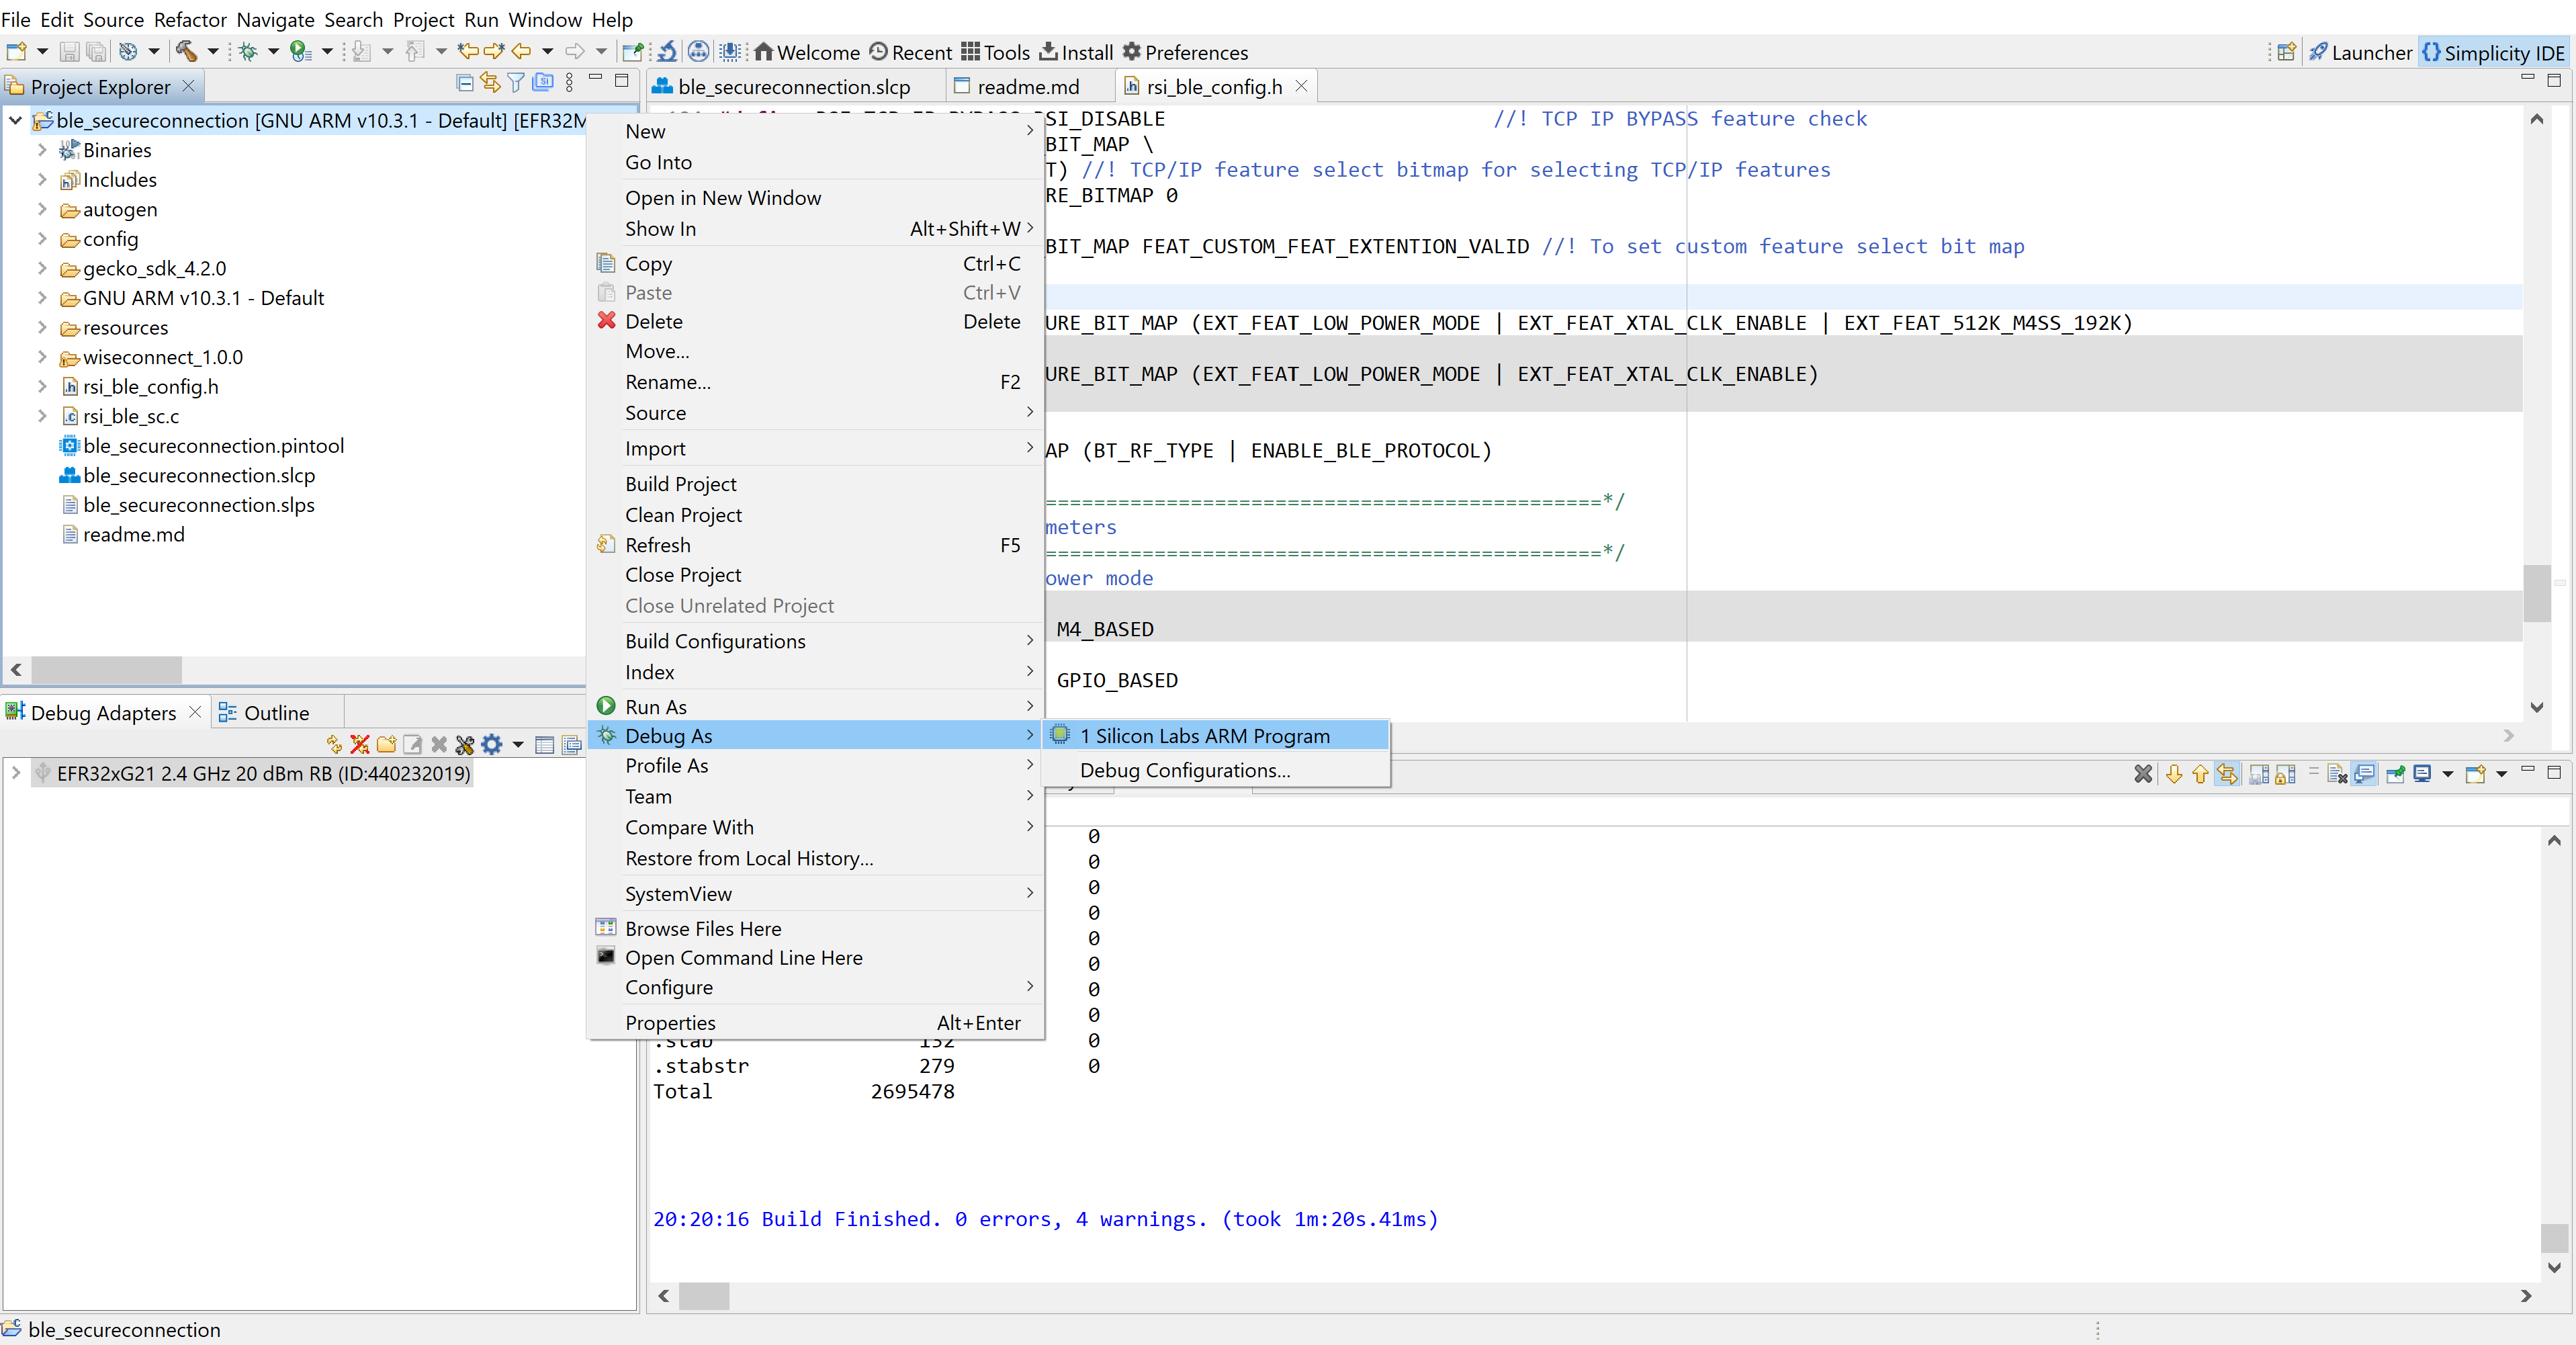 File Edit Source Refactor Navigate Search Project Run Window Help
Welcome Recent Tools Install Preferences
Launcher Simplicity IDE
Project Explorer
ble_secureconnection [GNU ARM v10.3.1 - Default] [EFR32M
Binaries
Includes
autogen
config
gecko_sdk_4.2.0
GNU ARM v10.3.1 - Default
resources
wiseconnect_1.0.0
rsi_ble_config.h
rsi_ble_sc.c
ble_secureconnection.pintool
ble_secureconnection.slcp
ble_secureconnection.slps
readme.md
Debug Adapters
Outline
EFR32xG21 2.4 GHz 20 dBm RB (ID:440232019)
New
Go Into
Open in New Window
Show In Alt+Shift+W
Copy Ctrl+C
Paste Ctrl+V
Delete Delete
Move...
Rename... F2
Source
Import
Build Project
Clean Project
Refresh F5
Close Project
Close Unrelated Project
Build Configurations
Index
Run As
Debug As
Profile As
Team
Compare With
Restore from Local History...
SystemView
Browse Files Here
Open Command Line Here
Configure
Properties Alt+Enter
1 Silicon Labs ARM Program
Debug Configurations...
ble_secureconnection.slcp
readme.md
rsi_ble_config.h
SI_DISABLE //! TCP IP BYPASS feature check
BIT_MAP \
T) //! TCP/IP feature select bitmap for selecting TCP/IP features
RE_BITMAP 0
BIT_MAP FEAT_CUSTOM_FEAT_EXTENTION_VALID //! To set custom feature select bit map
URE_BIT_MAP (EXT_FEAT_LOW_POWER_MODE | EXT_FEAT_XTAL_CLK_ENABLE | EXT_FEAT_512K_M4SS_192K)
URE_BIT_MAP (EXT_FEAT_LOW_POWER_MODE | EXT_FEAT_XTAL_CLK_ENABLE)
AP (BT_RF_TYPE | ENABLE_BLE_PROTOCOL)
==============================================*/
meters
==============================================*/
ower mode
M4_BASED
GPIO_BASED
0
0
0
0
0
0
0
0
.stab 132 0
.stabstr 279 0
Total 2695478
20:20:16 Build Finished. 0 errors, 4 warnings. (took 1m:20s.41ms)
ble_secureconnection